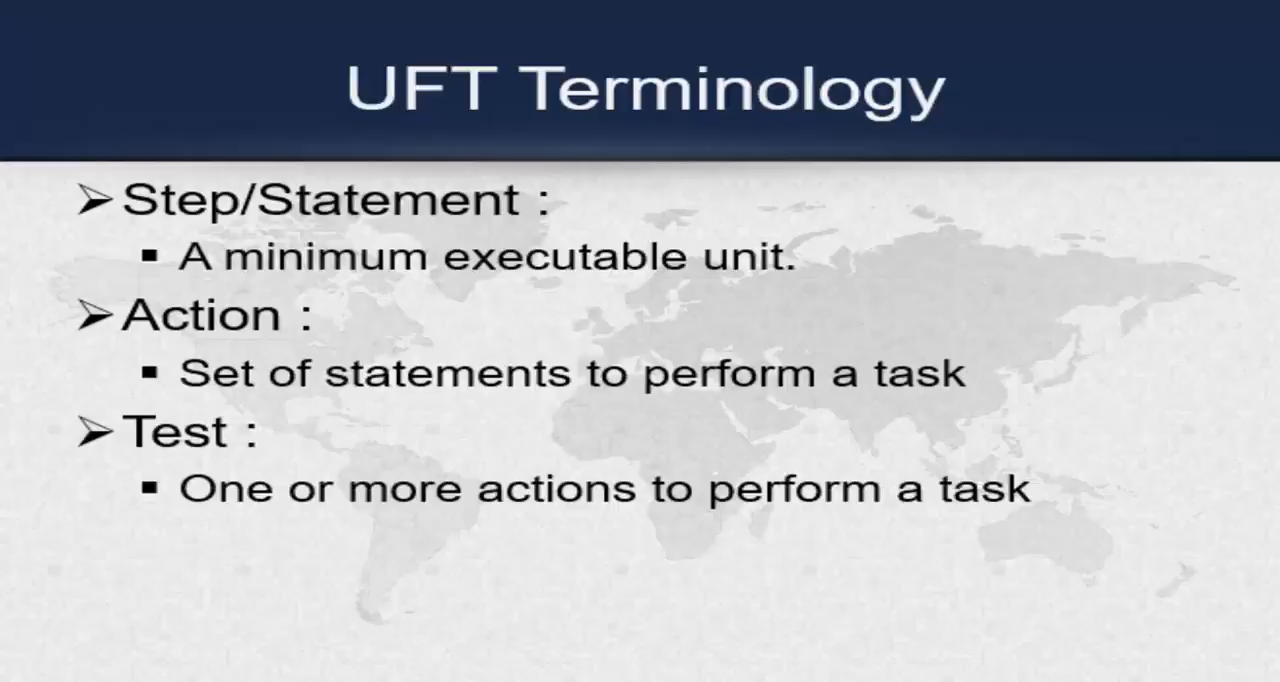 UFT Terminology
Step/Statement :
A minimum executable unit.
Action :
Set of statements to perform a task
Test :
One or more actions to perform a task